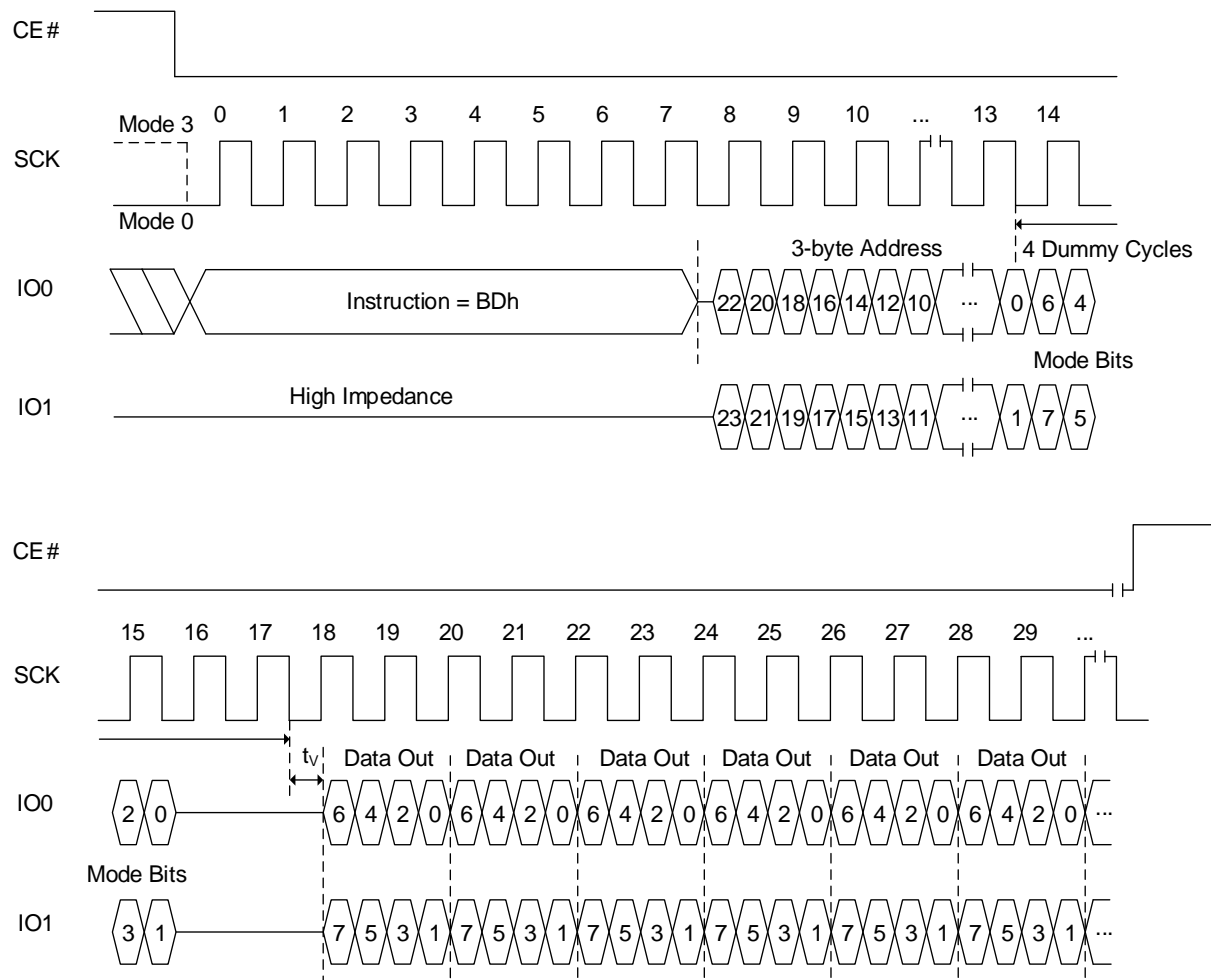 CE#
0 1 2 3 4 5 6 7 8 9 10 ... 13 14
Mode 3
SCK
Mode 0
3-byte Address 4 Dummy Cycles
IO0 Instruction = BDh 22 20 18 16 14 12 10 ... 0 6 4
Mode Bits
IO1 High Impedance 23 21 19 17 15 13 11 ... 1 7 5
CE#
15 16 17 18 19 20 21 22 23 24 25 26 27 28 29 ...
SCK
tV Data Out Data Out Data Out Data Out Data Out Data Out
IO0 2 0 6 4 2 0 6 4 2 0 6 4 2 0 6 4 2 0 6 4 2 0 6 4 2 0 ...
Mode Bits
IO1 3 1 7 5 3 1 7 5 3 1 7 5 3 1 7 5 3 1 7 5 3 1 7 5 3 1 ...